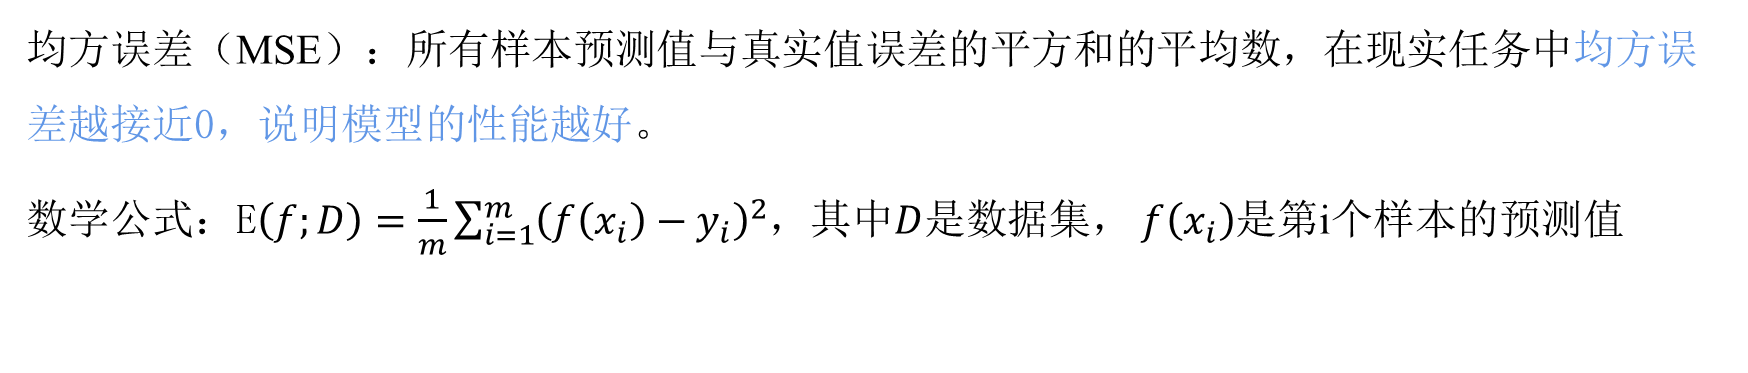 均方误差（MSE）：所有样本预测值与真实值误差的平方和的平均数，在现实任务中均方误
差越接近0，说明模型的性能越好。
数学公式：E(f;D) = \frac{1}{m}\sum_{i=1}^{m}(f(x_i) − y_i)^2，其中D是数据集， f(x_i)是第i个样本的预测值